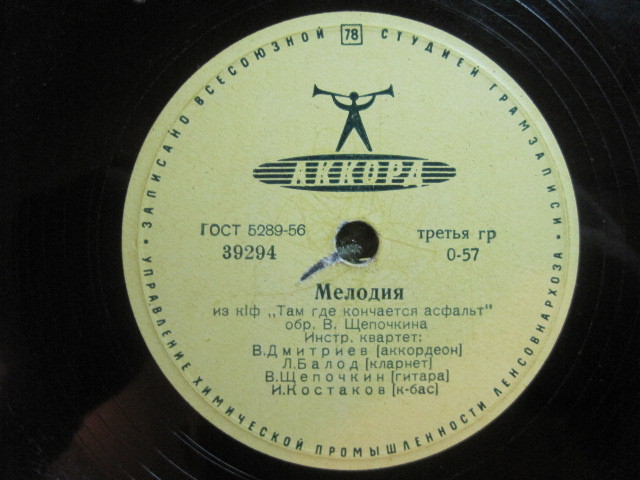 ЗАПИСАНО ВСЕСОЮЗНОЙ 78 СТУДИЕЙ ГРАМЗАПИСИ
АККОРД
ГОСТ 5289-56
39294
третья гр
0-57
Мелодия
из к|ф „Там где кончается асфальт"
обр. В. Щепочкина
Инстр. квартет:
В.Дмитриев [аккордеон]
Л.Балод [кларнет]
В.Щепочкин [гитара]
И.Костаков [к-бас]
УПРАВЛЕНИЕ ХИМИЧЕСКОЙ ПРОМЫШЛЕННОСТИ ЛЕНСОВНАРХОЗА